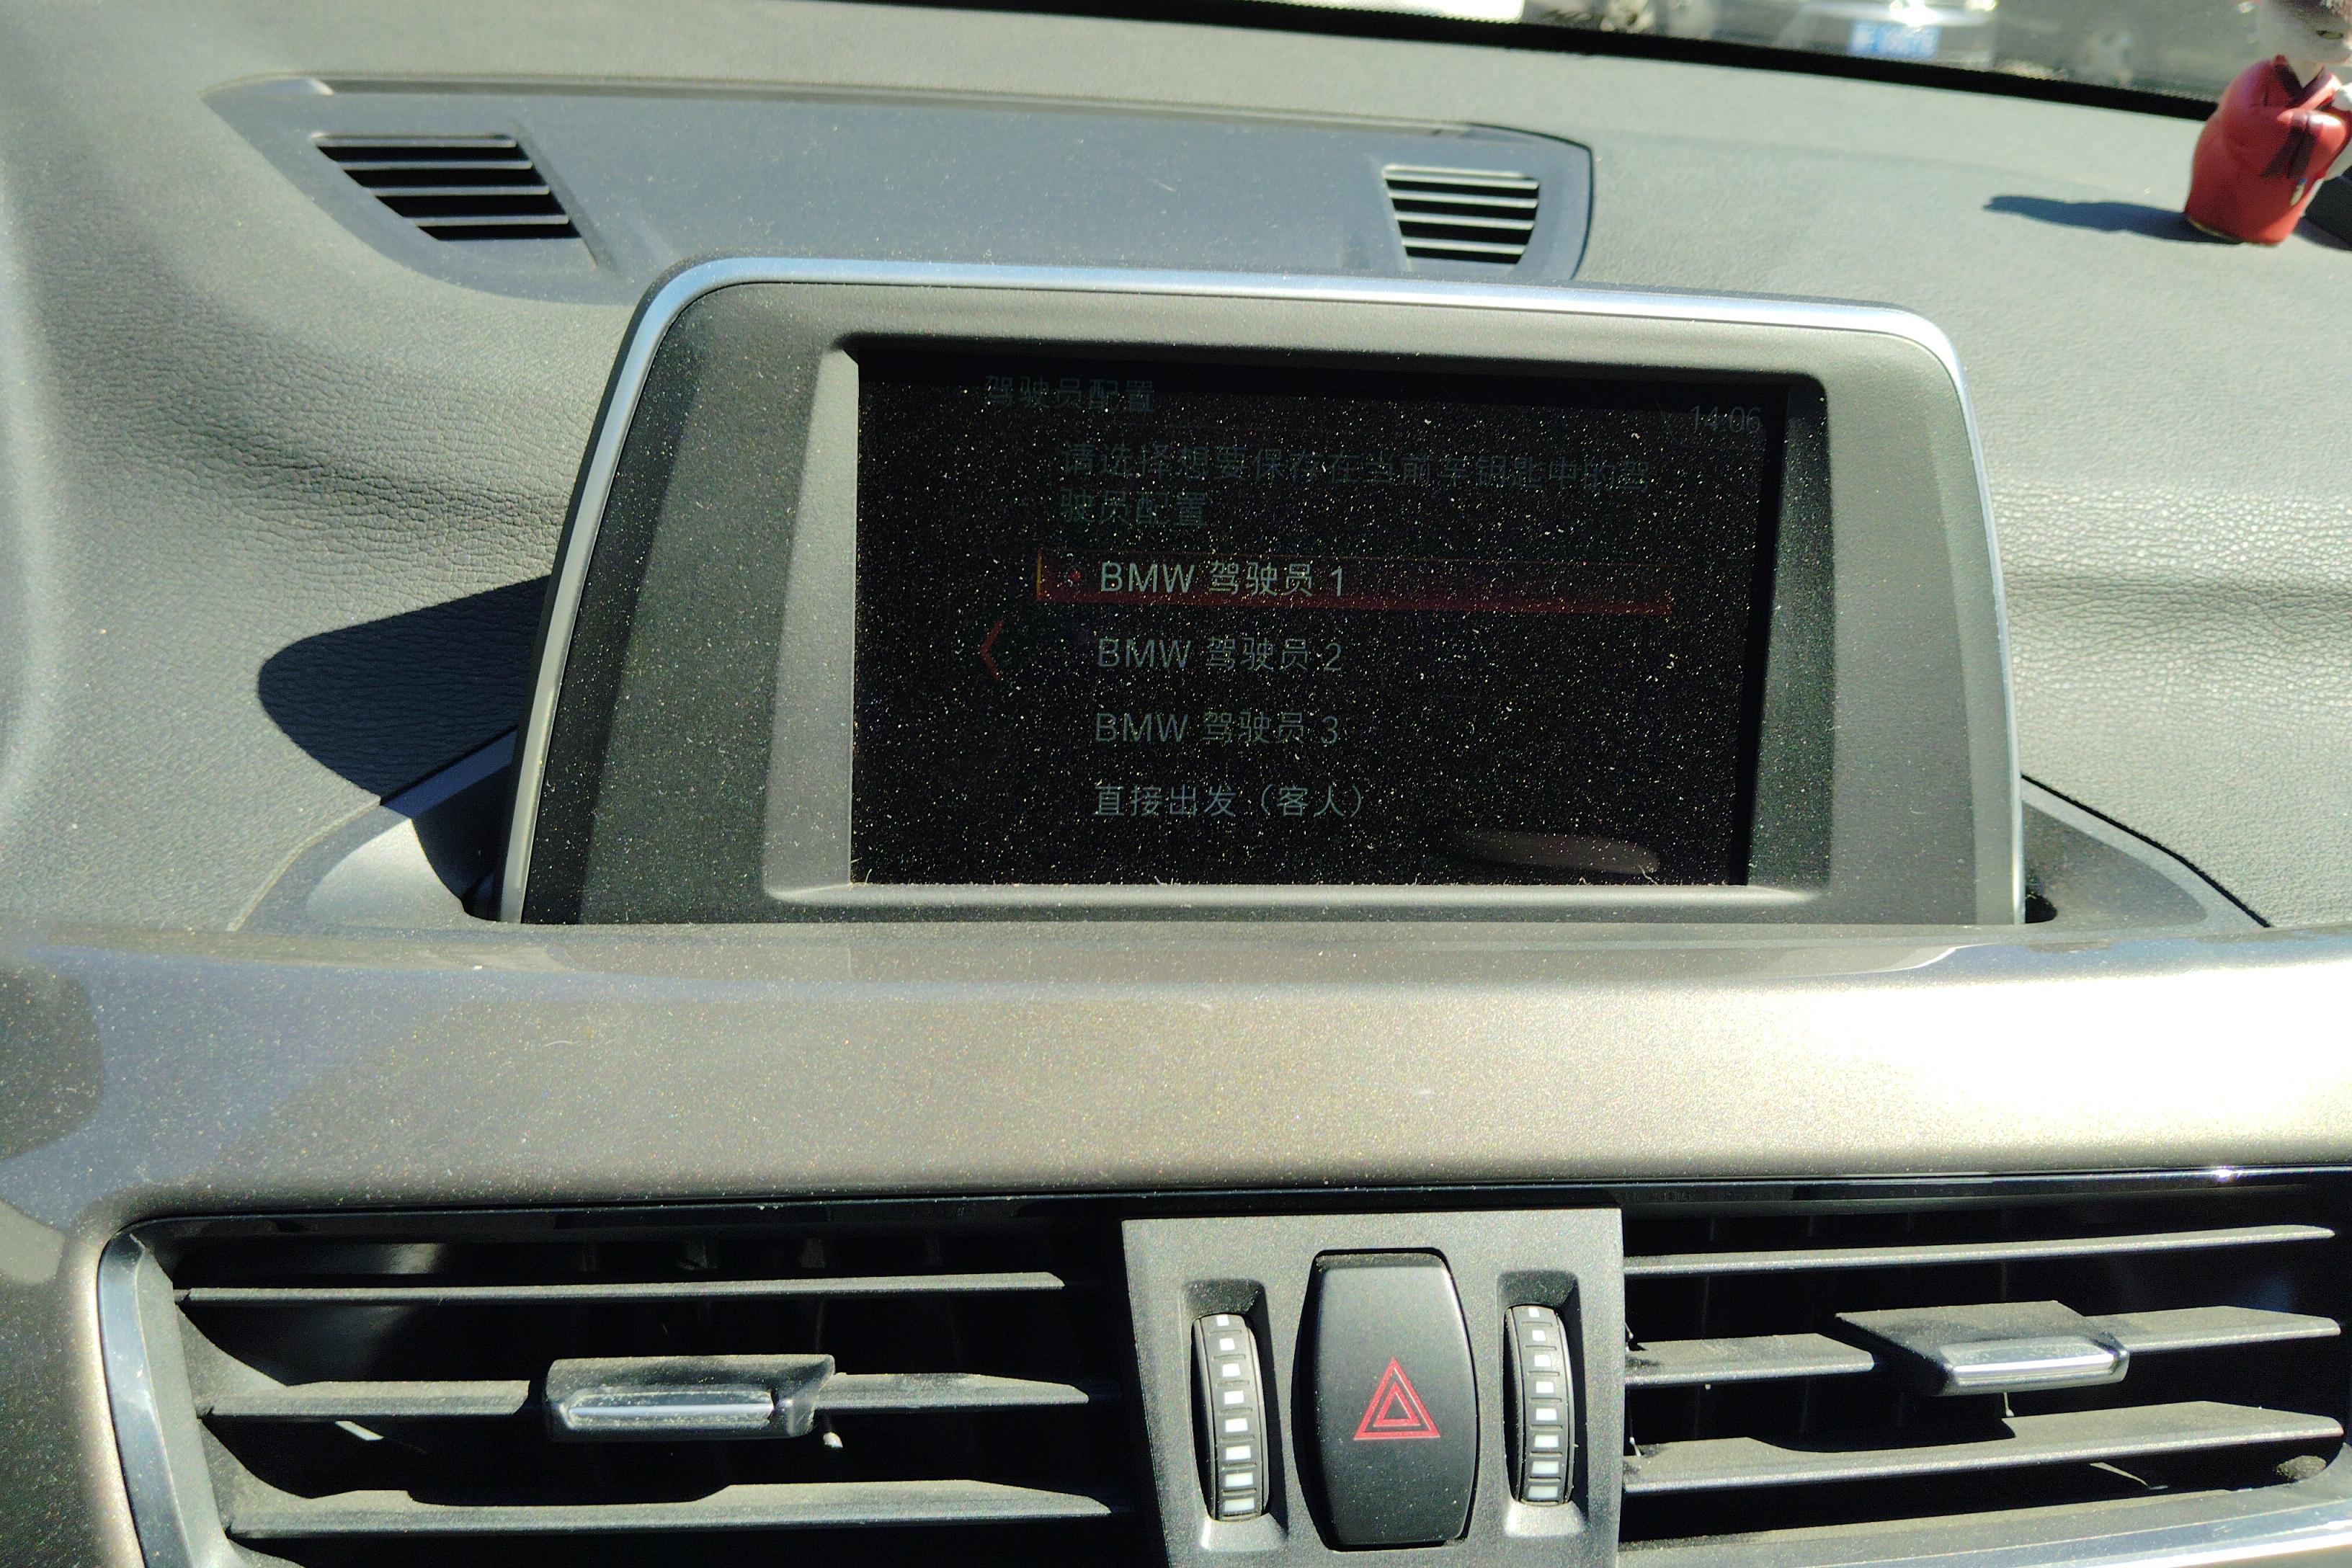 驾驶员配置
14:06
请选择想要保存在当前车钥匙中的驾
驶员配置
BMW 驾驶员 1
BMW 驾驶员 2
BMW 驾驶员 3
直接出发（客人）